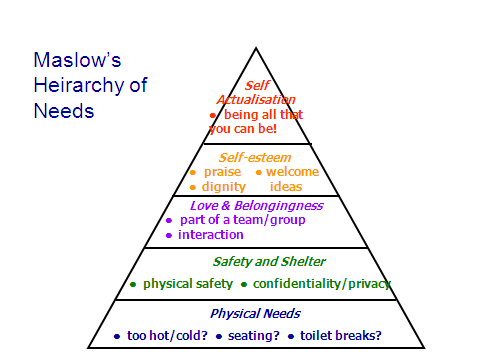 Maslow's
Heirarchy of
Needs
Self
Actualisation
• being all that
you can be!
Self-esteem
• praise • welcome
• dignity ideas
Love & Belongingness
• part of a team/group
• interaction
Safety and Shelter
• physical safety • confidentiality/privacy
Physical Needs
• too hot/cold? • seating? • toilet breaks?